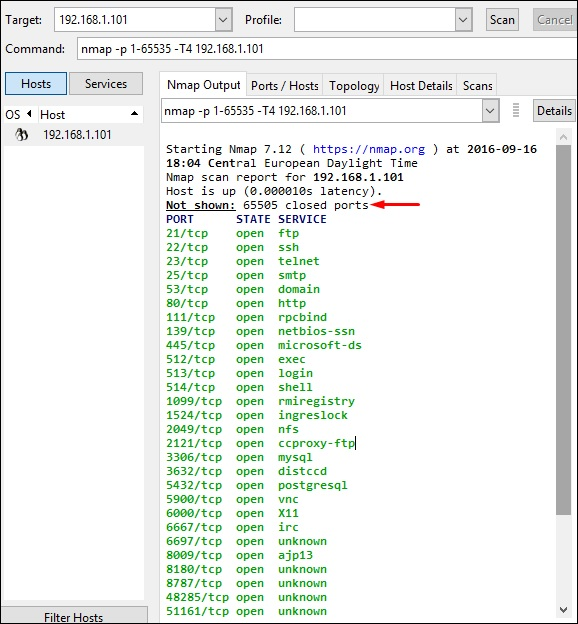 Target: 192.168.1.101 Profile: Scan Cancel
Command: nmap -p 1-65535 -T4 192.168.1.101
Hosts Services
OS Host
192.168.1.101
Nmap Output Ports / Hosts Topology Host Details Scans
nmap -p 1-65535 -T4 192.168.1.101 Details
Starting Nmap 7.12 ( https://nmap.org ) at 2016-09-16
18:04 Central European Daylight Time
Nmap scan report for 192.168.1.101
Host is up (0.000010s latency).
Not shown: 65505 closed ports
PORT STATE SERVICE
21/tcp open ftp
22/tcp open ssh
23/tcp open telnet
25/tcp open smtp
53/tcp open domain
80/tcp open http
111/tcp open rpcbind
139/tcp open netbios-ssn
445/tcp open microsoft-ds
512/tcp open exec
513/tcp open login
514/tcp open shell
1099/tcp open rmiregistry
1524/tcp open ingreslock
2049/tcp open nfs
2121/tcp open ccproxy-ftp
3306/tcp open mysql
3632/tcp open distccd
5432/tcp open postgresql
5900/tcp open vnc
6000/tcp open X11
6667/tcp open irc
6697/tcp open unknown
8009/tcp open ajp13
8180/tcp open unknown
8787/tcp open unknown
48285/tcp open unknown
51161/tcp open unknown
Filter Hosts